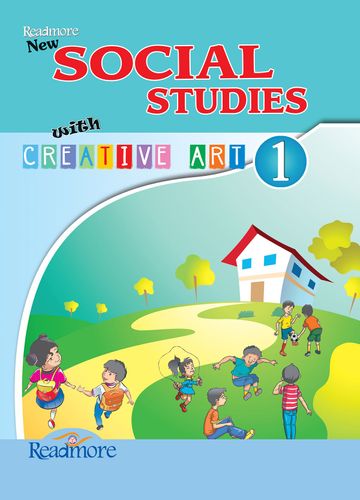 Readmore
New
SOCIAL
STUDIES
with
CREATIVE ART 1
Readmore